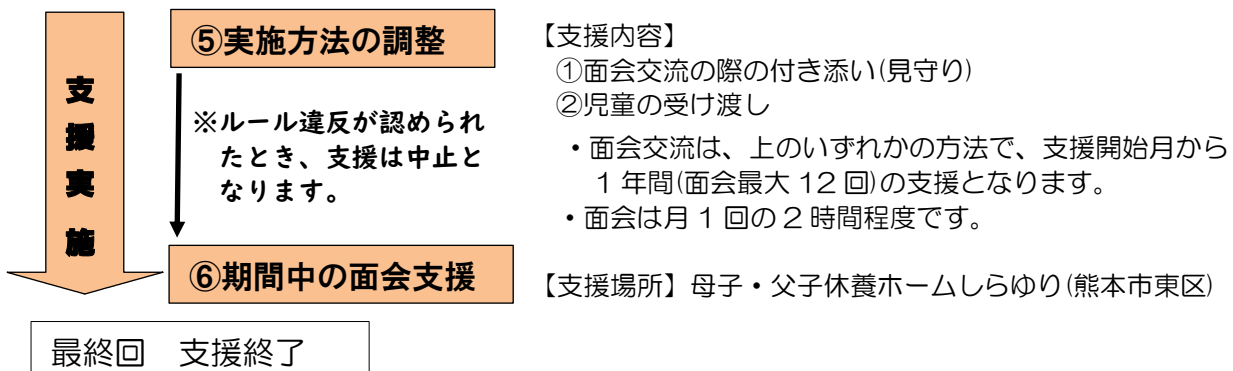 支援実施
⑤実施方法の調整
※ルール違反が認められ
たとき、支援は中止と
なります。
⑥期間中の面会支援
最終回 支援終了
【支援内容】
①面会交流の際の付き添い(見守り)
②児童の受け渡し
・面会交流は、上のいずれかの方法で、支援開始月から
1年間(面会最大 12 回)の支援となります。
・面会は月 1 回の 2 時間程度です。
【支援場所】母子・父子休養ホームしらゆり(熊本市東区)